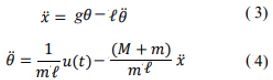 ẍ = gθ − ℓθ̈ (3)
θ̈ = 1/mℓ u(t) − (M + m)/mℓ ẍ (4)